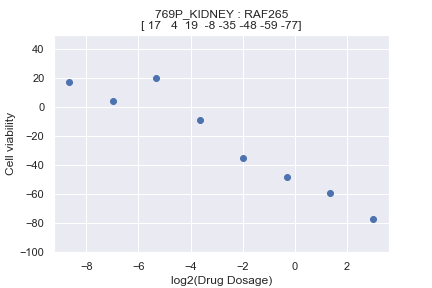 769P_KIDNEY : RAF265
[ 17 4 19 -8 -35 -48 -59 -77]
40
20
0
−20
−40
−60
−80
−100
Cell viability
−8 −6 −4 −2 0 2
log2(Drug Dosage)